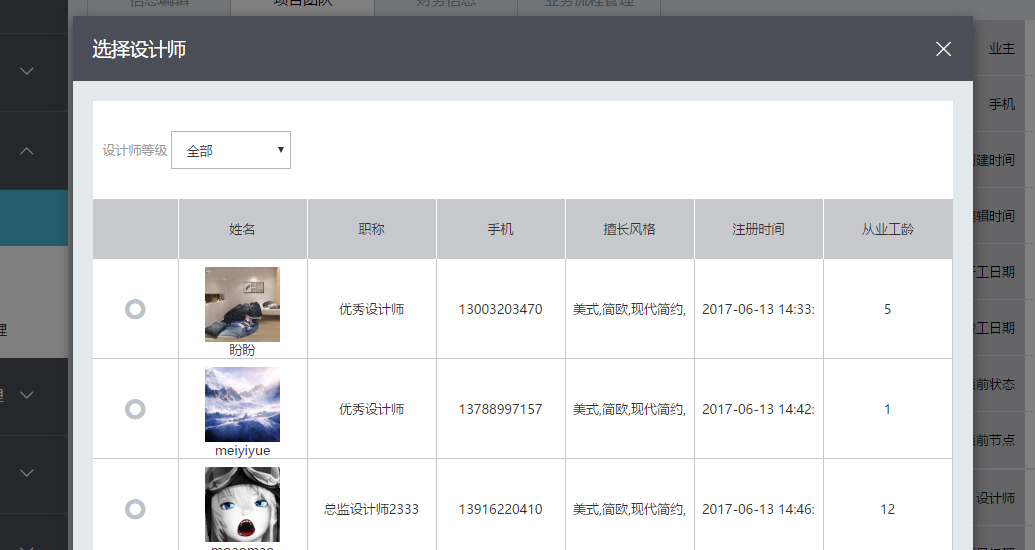 信息编辑 项目团队 财务信息 业务流程管理
选择设计师
业主
手机
设计师等级 全部
建时间
辑时间
姓名 职称 手机 擅长风格 注册时间 从业工龄
工日期
优秀设计师 13003203470 美式,简欧,现代简约, 2017-06-13 14:33: 5
工日期
理
盼盼
前状态
优秀设计师 13788997157 美式,简欧,现代简约, 2017-06-13 14:42: 1
前节点
meiyiyue
设计师
总监设计师2333 13916220410 美式,简欧,现代简约, 2017-06-13 14:46: 12